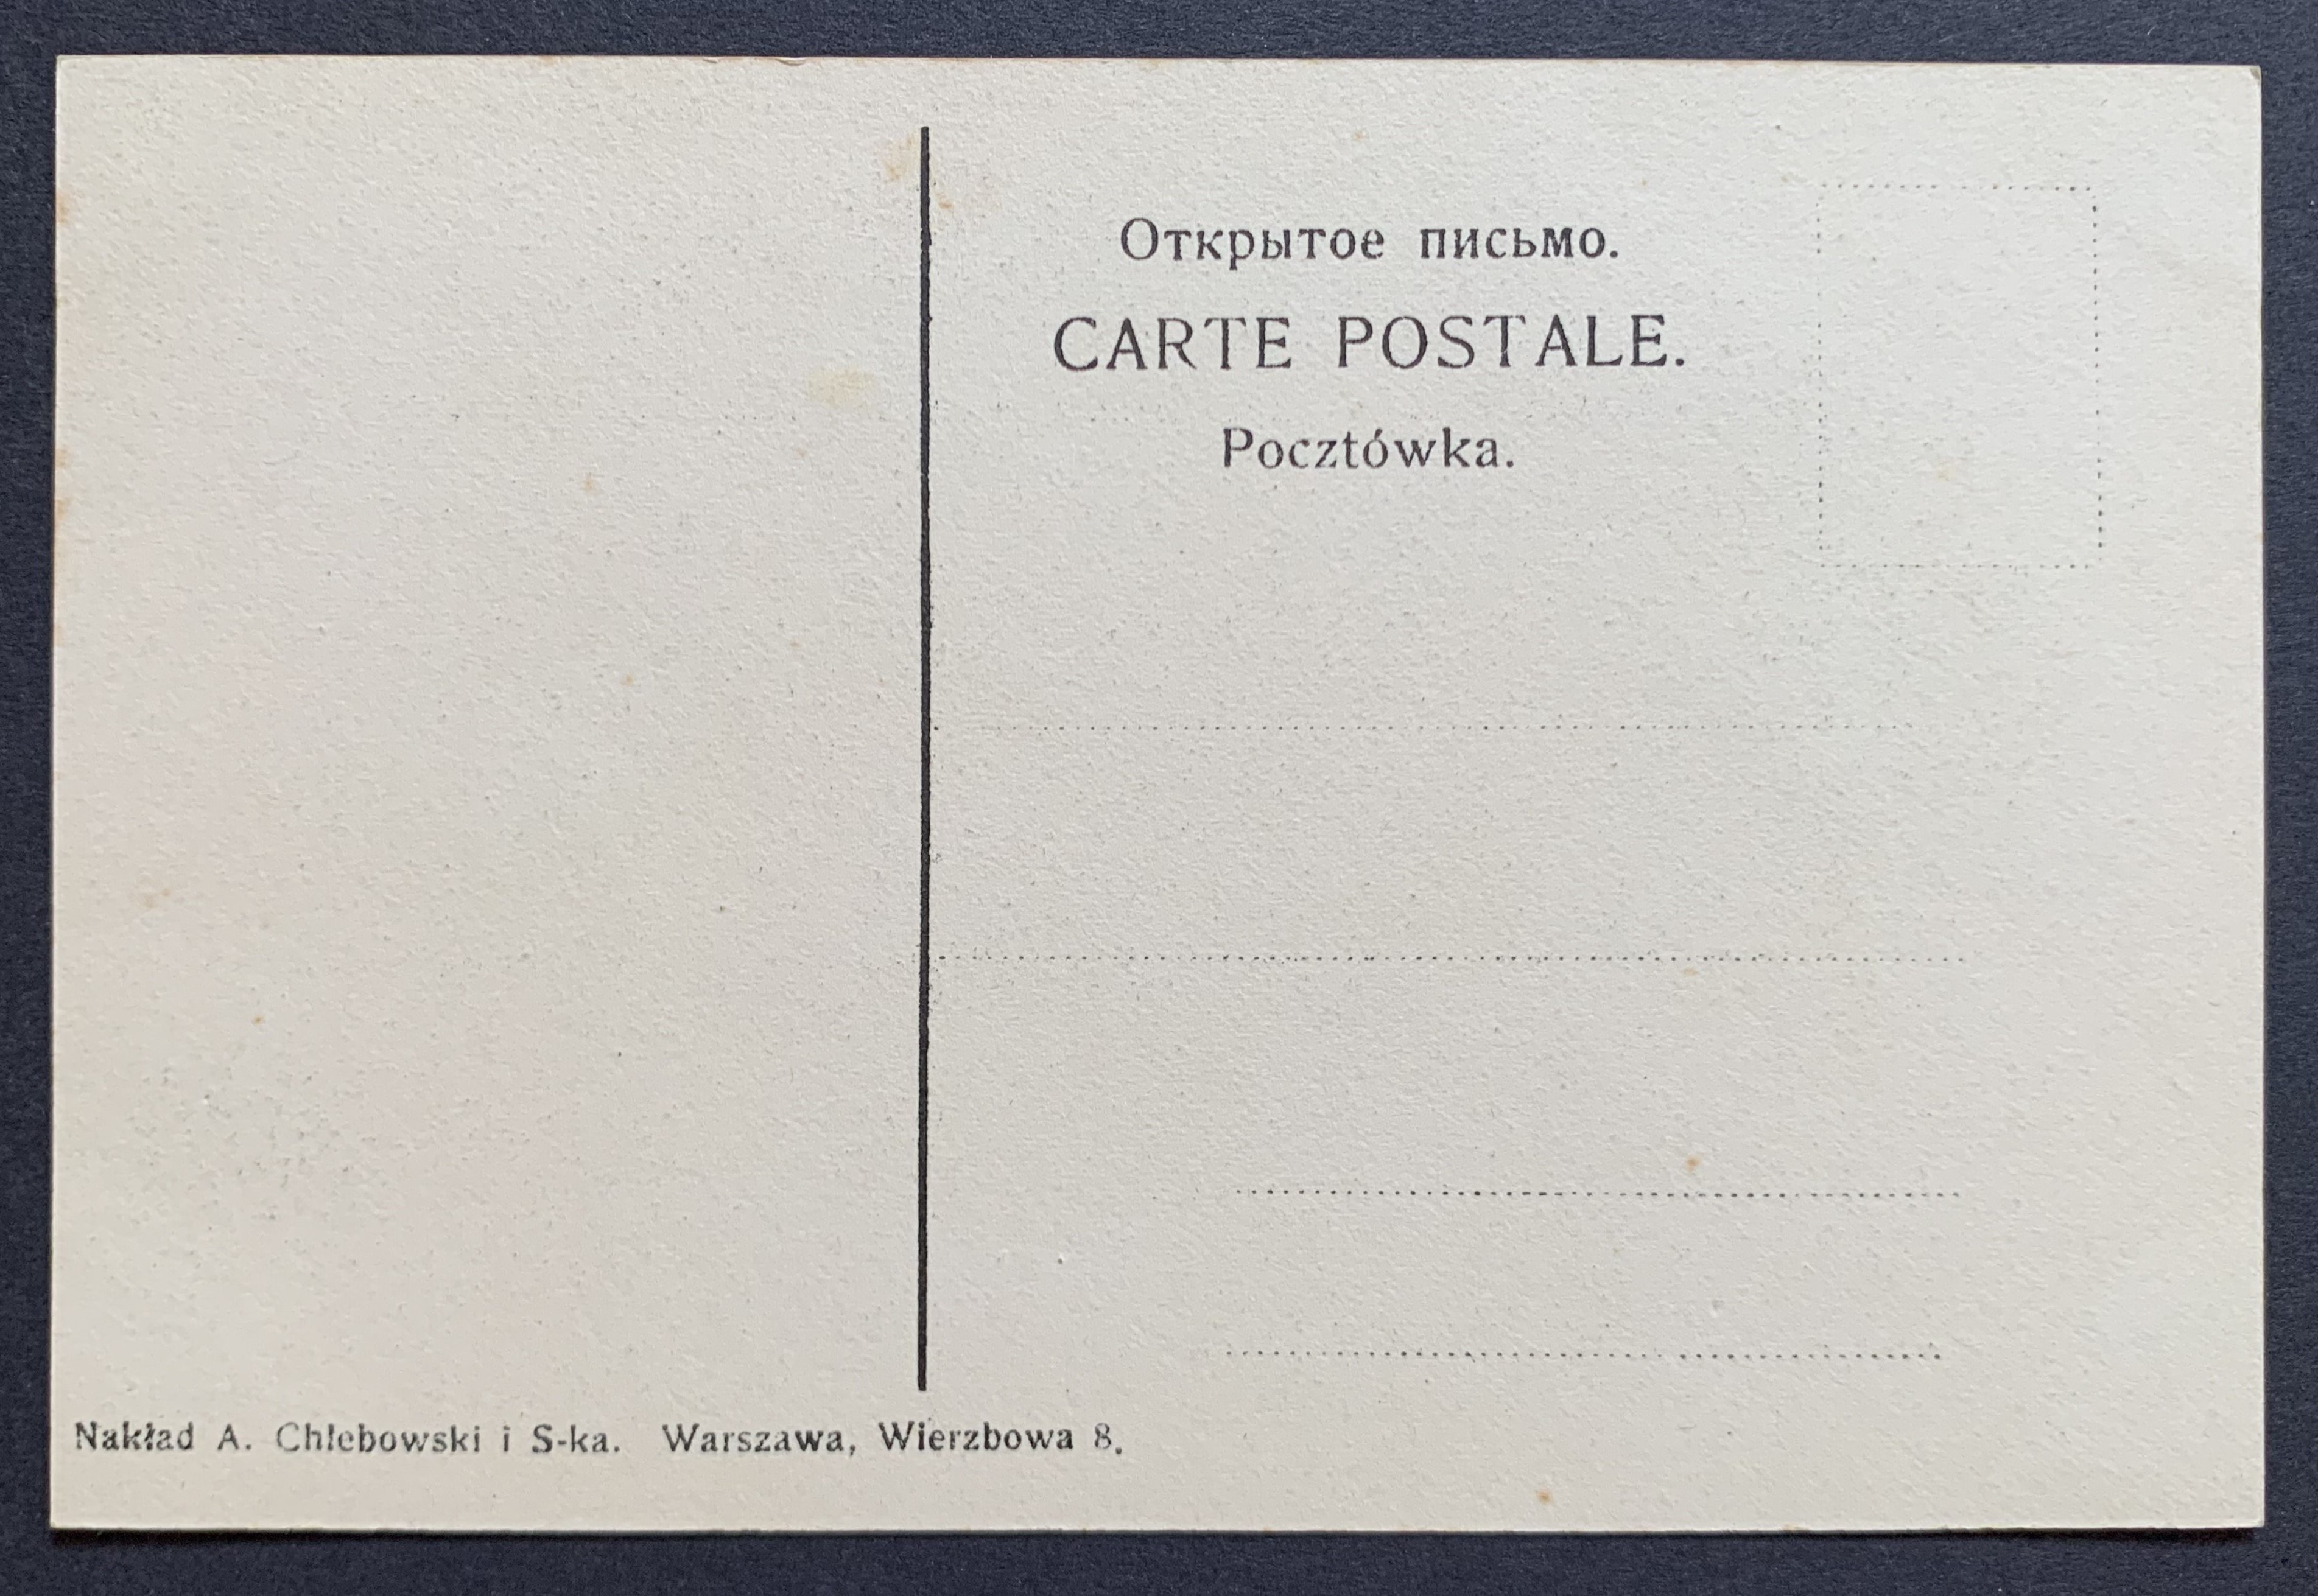 Открытое письмо.
CARTE POSTALE.
Pocztówka.
Nakład A. Chlebowski i S-ka. Warszawa, Wierzbowa 8.